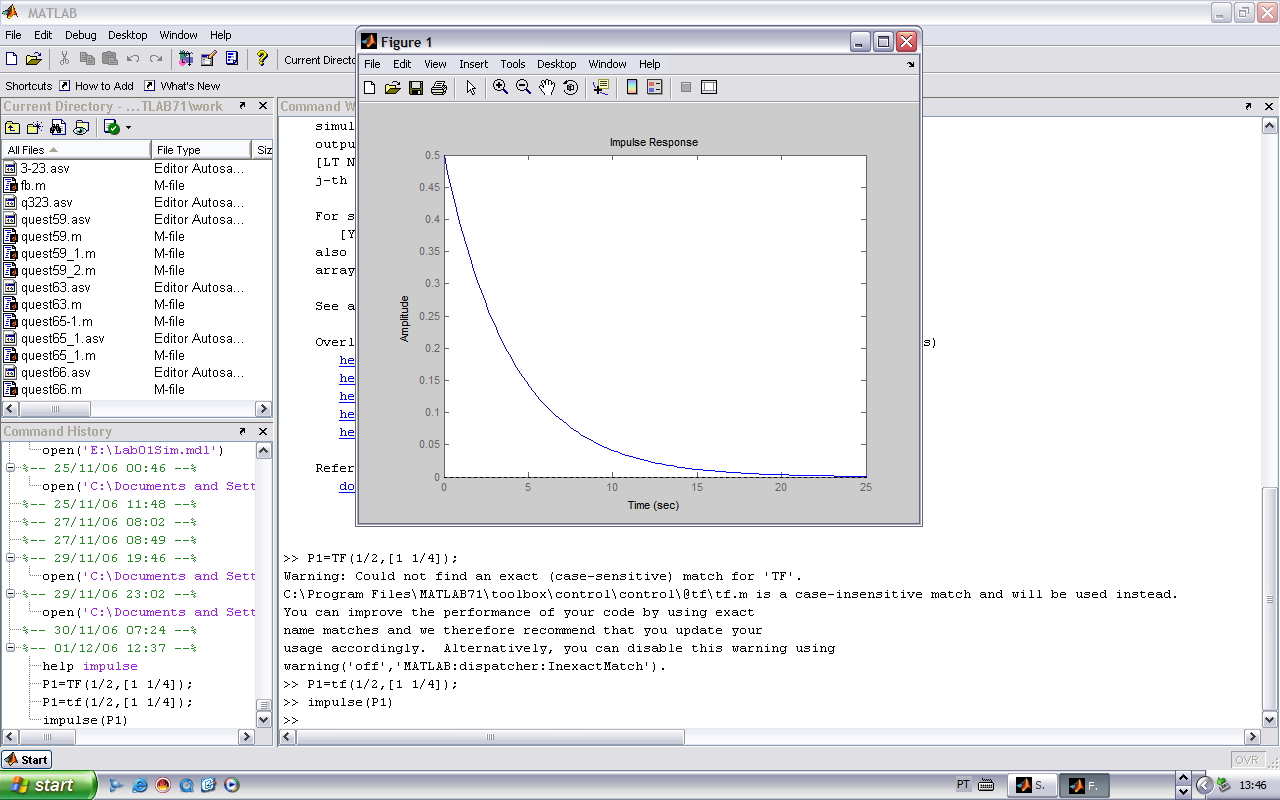 MATLAB
File Edit Debug Desktop Window Help
Current Directo
Shortcuts How to Add What's New
Current Directory - ...TLAB71\work
All Files File Type Siz
3-23.asv Editor Autosa...
fb.m M-file
q323.asv Editor Autosa...
quest59.asv Editor Autosa...
quest59.m M-file
quest59_1.m M-file
quest59_2.m M-file
quest63.asv Editor Autosa...
quest63.m M-file
quest65-1.m M-file
quest65_1.asv Editor Autosa...
quest65_1.m M-file
quest66.asv Editor Autosa...
quest66.m M-file
Command History
open('E:\Lab01Sim.mdl')
%-- 25/11/06 00:46 --%
open('C:\Documents and Sett
%-- 25/11/06 11:48 --%
%-- 27/11/06 08:02 --%
%-- 27/11/06 08:49 --%
%-- 29/11/06 19:46 --%
open('C:\Documents and Sett
%-- 29/11/06 23:02 --%
open('C:\Documents and Sett
%-- 30/11/06 07:24 --%
%-- 01/12/06 12:37 --%
help impulse
P1=TF(1/2,[1 1/4]);
P1=tf(1/2,[1 1/4]);
impulse(P1)
Command W
simul
outpu
[LT N
j-th
For s
[Y
also
array
See a
Overl
s)
he
he
he
he
he
Refer
do
Figure 1
File Edit View Insert Tools Desktop Window Help
Impulse Response
0.5
0.45
0.4
0.35
0.3
0.25
0.2
0.15
0.1
0.05
0
Amplitude
0 5 10 15 20 25
Time (sec)
>> P1=TF(1/2,[1 1/4]);
Warning: Could not find an exact (case-sensitive) match for 'TF'.
C:\Program Files\MATLAB71\toolbox\control\control\@tf\tf.m is a case-insensitive match and will be used instead.
You can improve the performance of your code by using exact
name matches and we therefore recommend that you update your
usage accordingly.  Alternatively, you can disable this warning using
warning('off','MATLAB:dispatcher:InexactMatch').
>> P1=tf(1/2,[1 1/4]);
>> impulse(P1)
>>
Start
OVR
start
PT
S.
F.
13:46